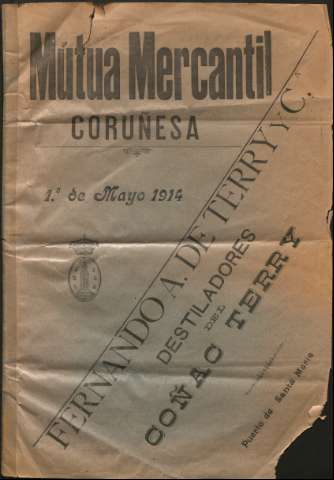 Mútua Mercantil
CORUÑESA
1.º de Mayo 1914
FERNANDO A. DE TERRY Y C.ª
DESTILADORES
DEL
COÑAC TERRY
Puerto de Santa María